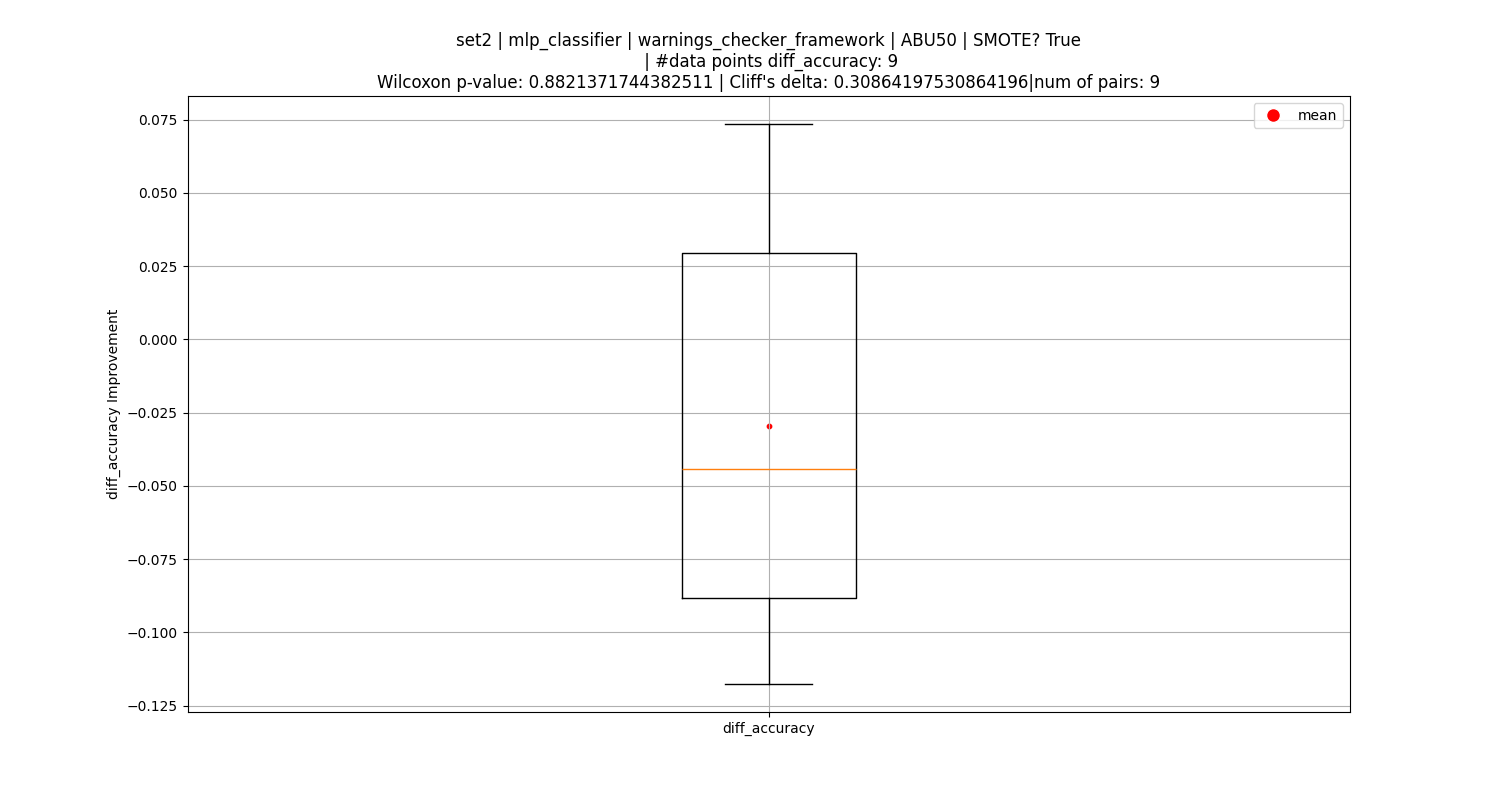 set2 | mlp_classifier | warnings_checker_framework | ABU50 | SMOTE? True
| #data points diff_accuracy: 9
Wilcoxon p-value: 0.8821371744382511 | Cliff's delta: 0.30864197530864196|num of pairs: 9
mean
0.075
0.050
0.025
0.000
−0.025
−0.050
−0.075
−0.100
−0.125
diff_accuracy Improvement
diff_accuracy